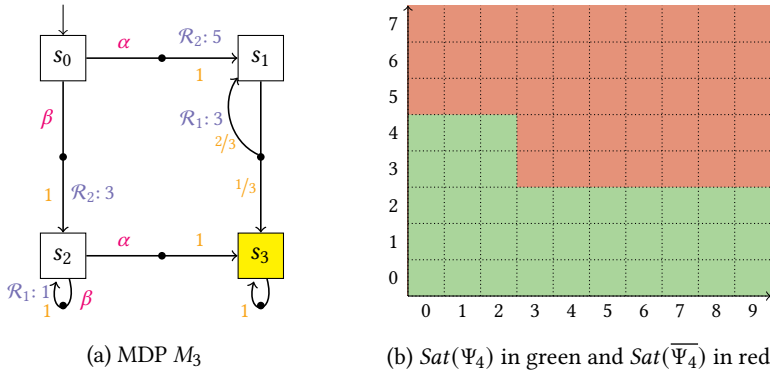 s₀ α 𝓡₂: 5 1 s₁
β 𝓡₁: 3 2/3
1 𝓡₂: 3 1/3
s₂ α 1 s₃
𝓡₁: 1 1 β 1
(a) MDP M₃
7
6
5
4
3
2
1
0
0 1 2 3 4 5 6 7 8 9
(b) Sat(Ψ₄) in green and Sat(Ψ̅₄̅) in red